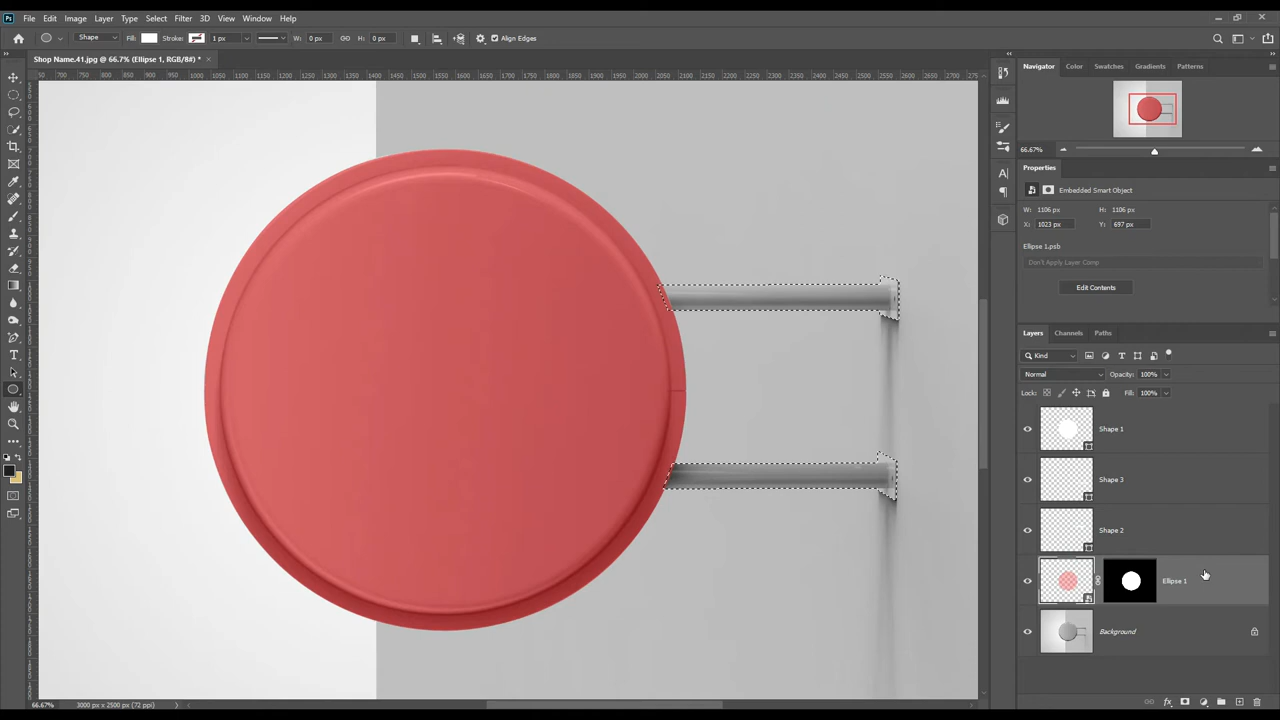 File Edit Image Layer Type Select Filter 3D View Window Help
Shape Fill: Stroke: 1 px W: 0 px H: 0 px Align Edges
Shop Name.41.jpg @ 66.7% (Ellipse 1, RGB/8#) *
Navigator Color Swatches Gradients Patterns
66.67%
Properties
Embedded Smart Object
W: 1106 px H: 1106 px
X: 1023 px Y: 697 px
Ellipse 1.psb
Don't Apply Layer Comp
Edit Contents
Layers Channels Paths
Kind
Normal Opacity: 100%
Lock: Fill: 100%
Shape 1
Shape 3
Shape 2
Ellipse 1
Background
66.67% 3000 px x 2500 px (72 ppi)